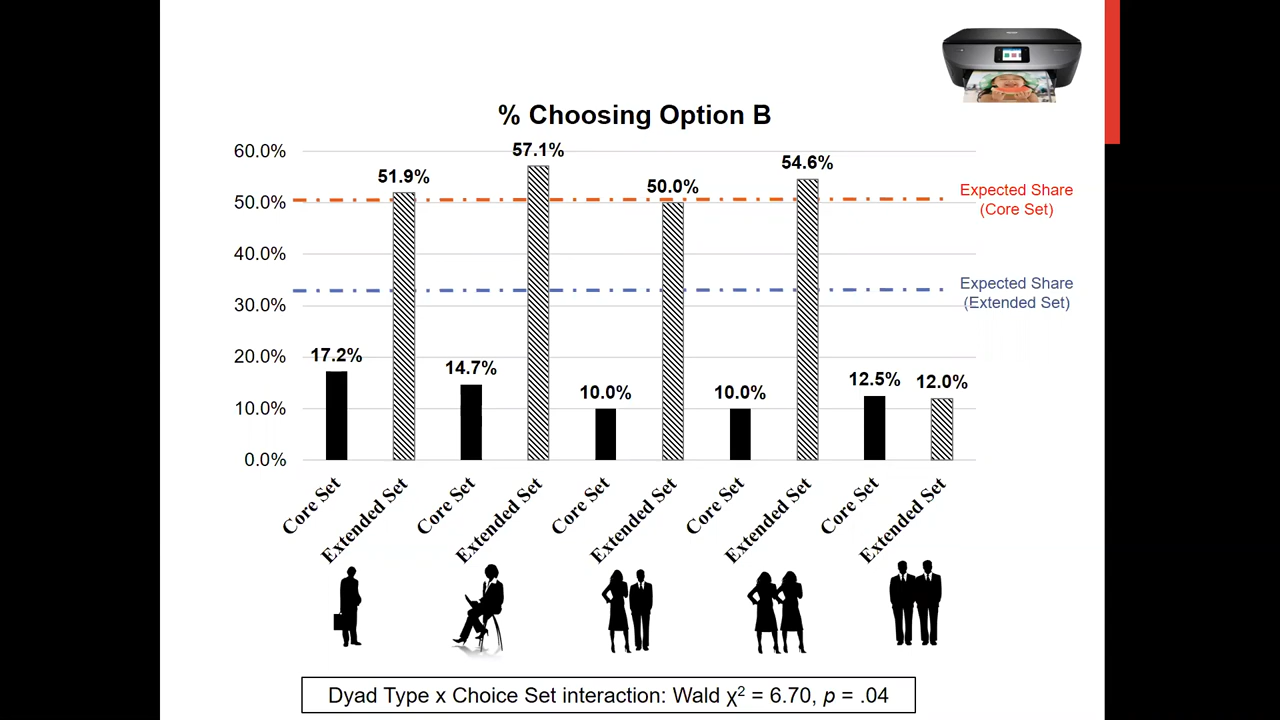 % Choosing Option B
60.0%
50.0%
40.0%
30.0%
20.0%
10.0%
0.0%
17.2%
51.9%
14.7%
57.1%
10.0%
50.0%
10.0%
54.6%
12.5%
12.0%
Expected Share
(Core Set)
Expected Share
(Extended Set)
Core Set
Extended Set
Core Set
Extended Set
Core Set
Extended Set
Core Set
Extended Set
Core Set
Extended Set
Dyad Type x Choice Set interaction: Wald χ² = 6.70, p = .04